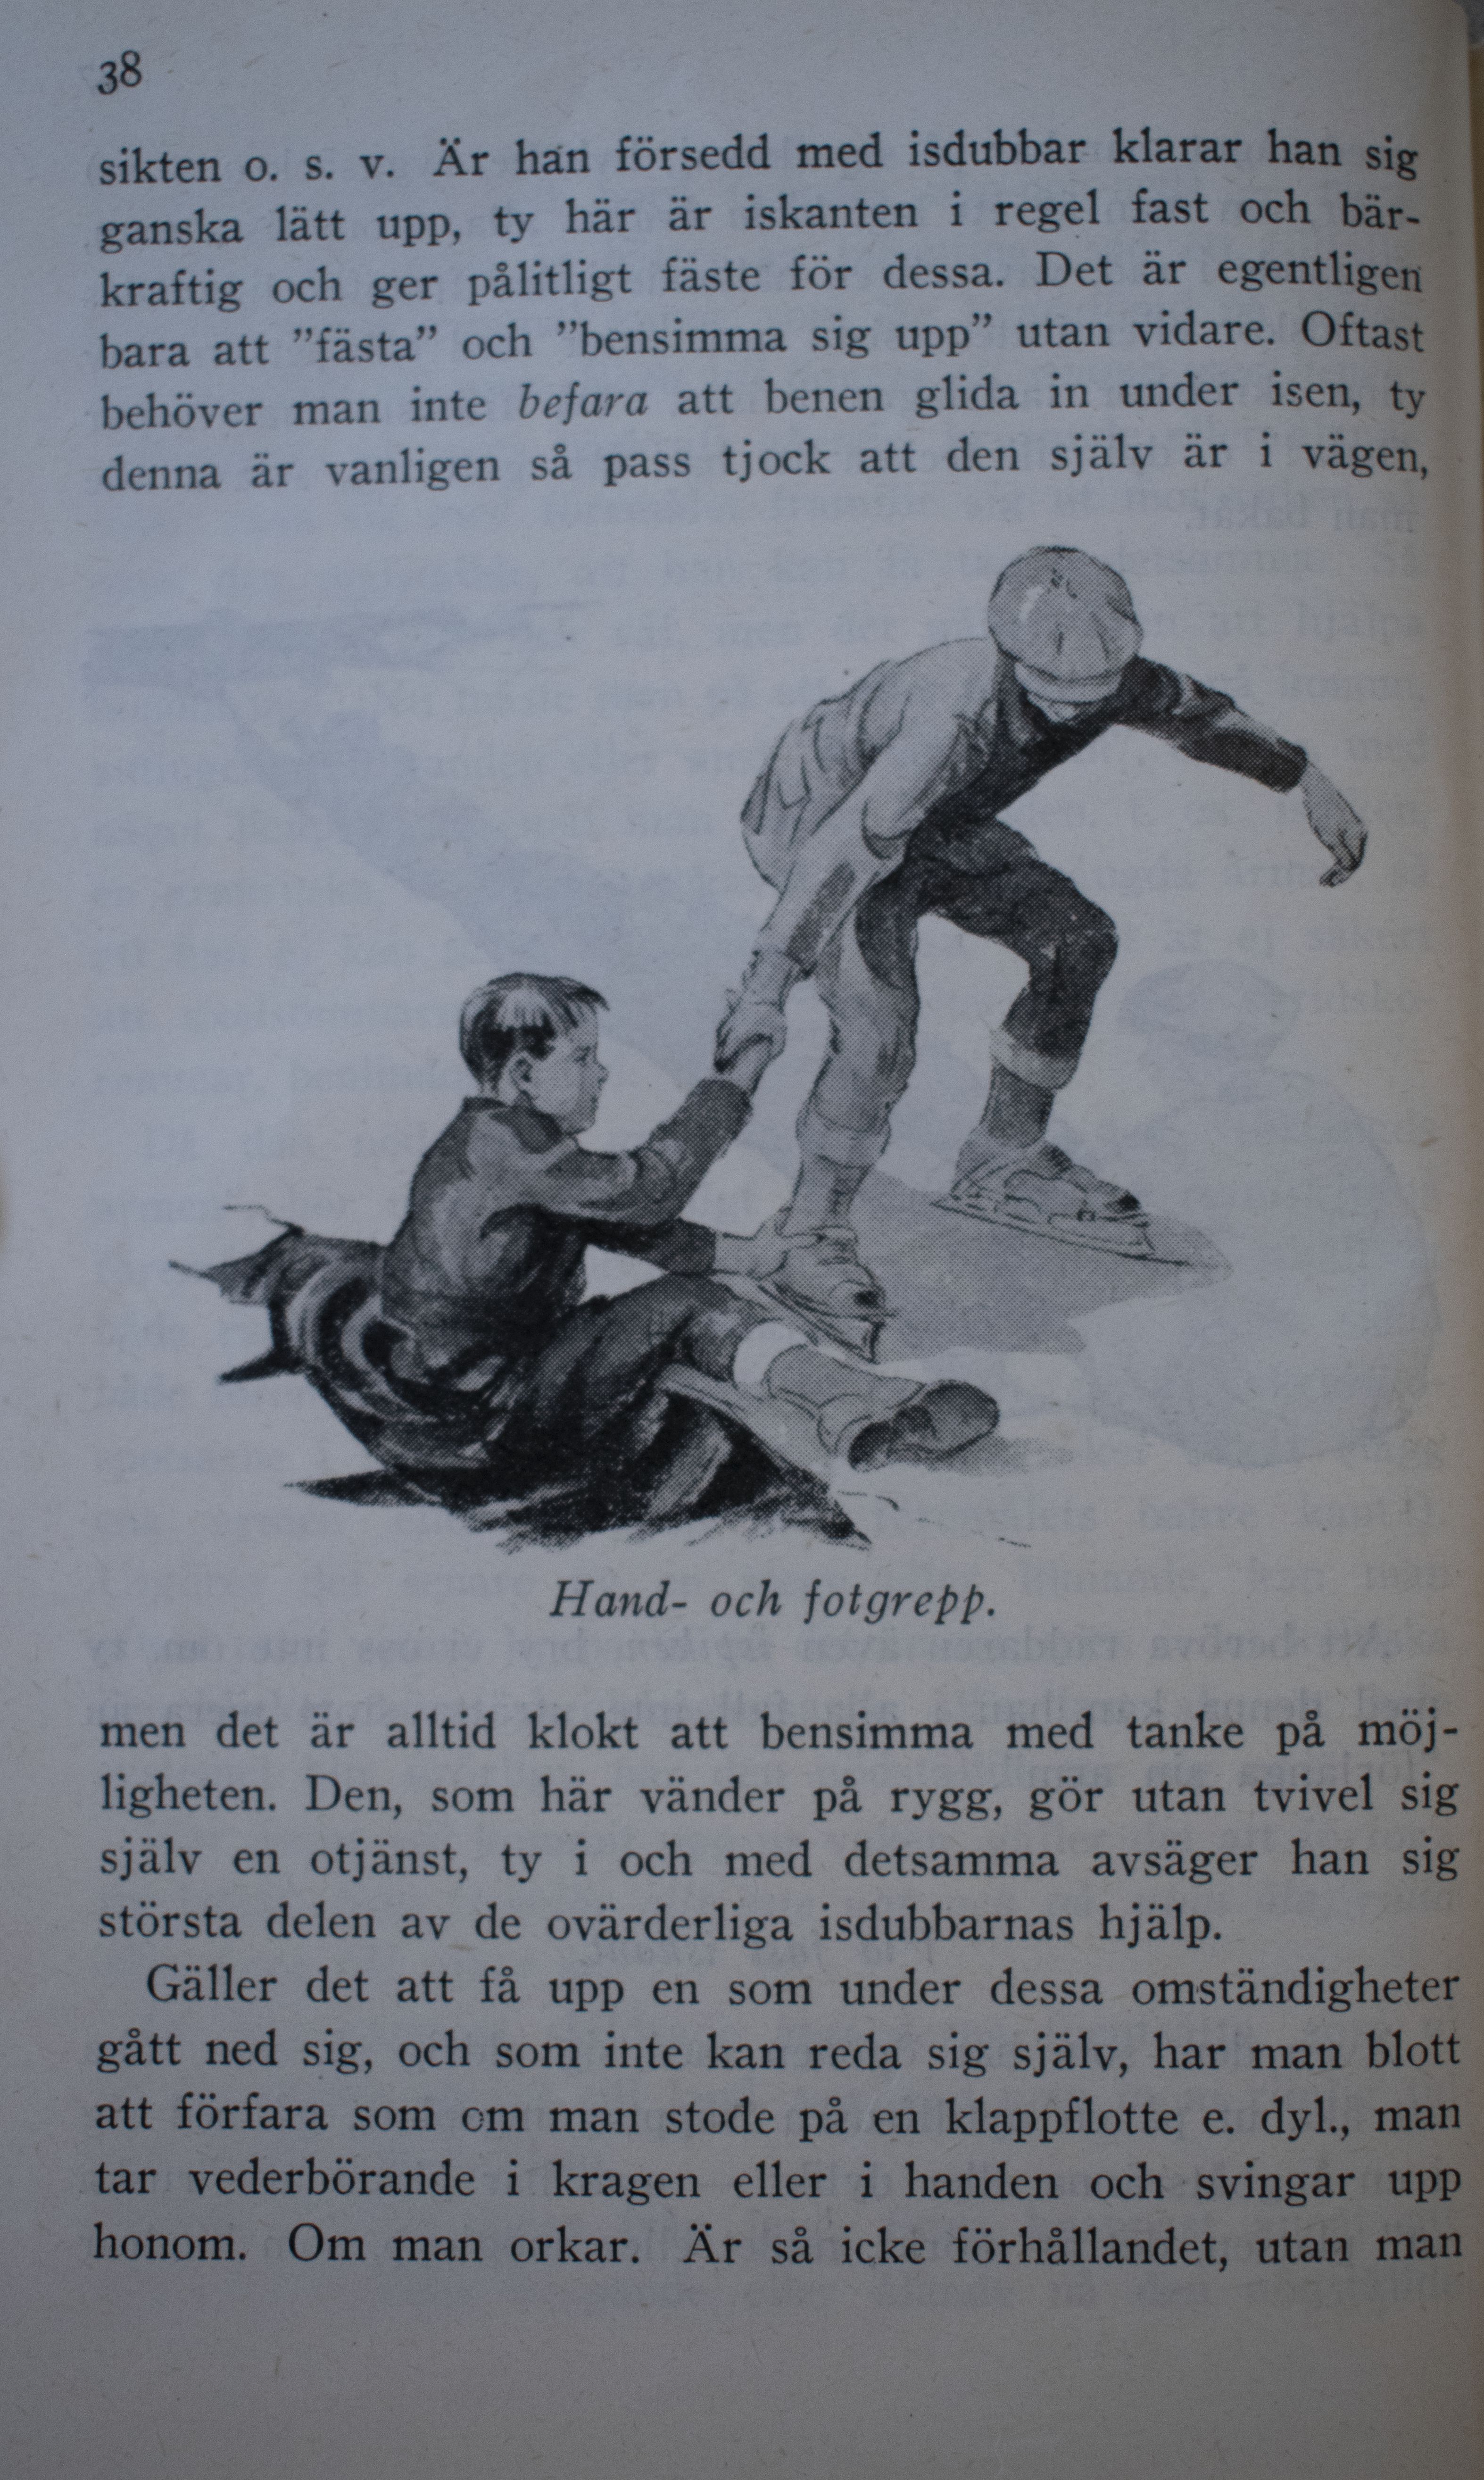 38
sikten o. s. v. Är han försedd med isdubbar klarar han sig
ganska lätt upp, ty här är iskanten i regel fast och bär-
kraftig och ger pålitligt fäste för dessa. Det är egentligen
bara att ”fästa” och ”bensimma sig upp” utan vidare. Oftast
behöver man inte befara att benen glida in under isen, ty
denna är vanligen så pass tjock att den själv är i vägen,
Hand- och fotgrepp.
men det är alltid klokt att bensimma med tanke på möj-
ligheten. Den, som här vänder på rygg, gör utan tvivel sig
själv en otjänst, ty i och med detsamma avsäger han sig
största delen av de ovärderliga isdubbarnas hjälp.
Gäller det att få upp en som under dessa omständigheter
gått ned sig, och som inte kan reda sig själv, har man blott
att förfara som om man stode på en klappflotte e. dyl., man
tar vederbörande i kragen eller i handen och svingar upp
honom. Om man orkar. Är så icke förhållandet, utan man